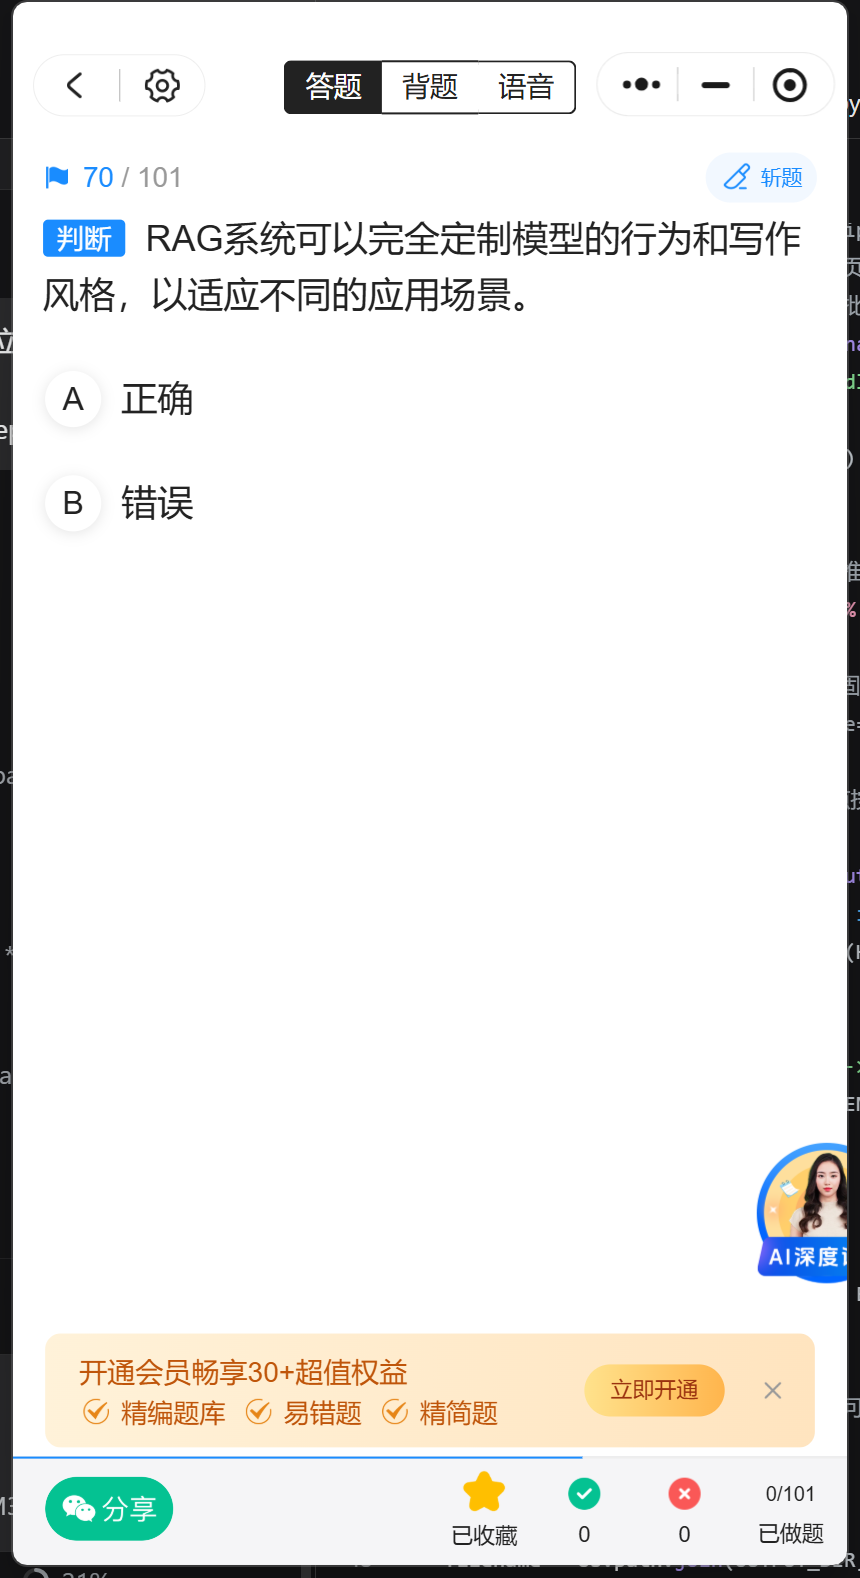 答题 背题 语音
70 / 101
斩题
判断 RAG系统可以完全定制模型的行为和写作
风格，以适应不同的应用场景。
A 正确
B 错误
AI深度
开通会员畅享30+超值权益
精编题库 易错题 精简题
立即开通
分享
已收藏
0
0
0/101
已做题